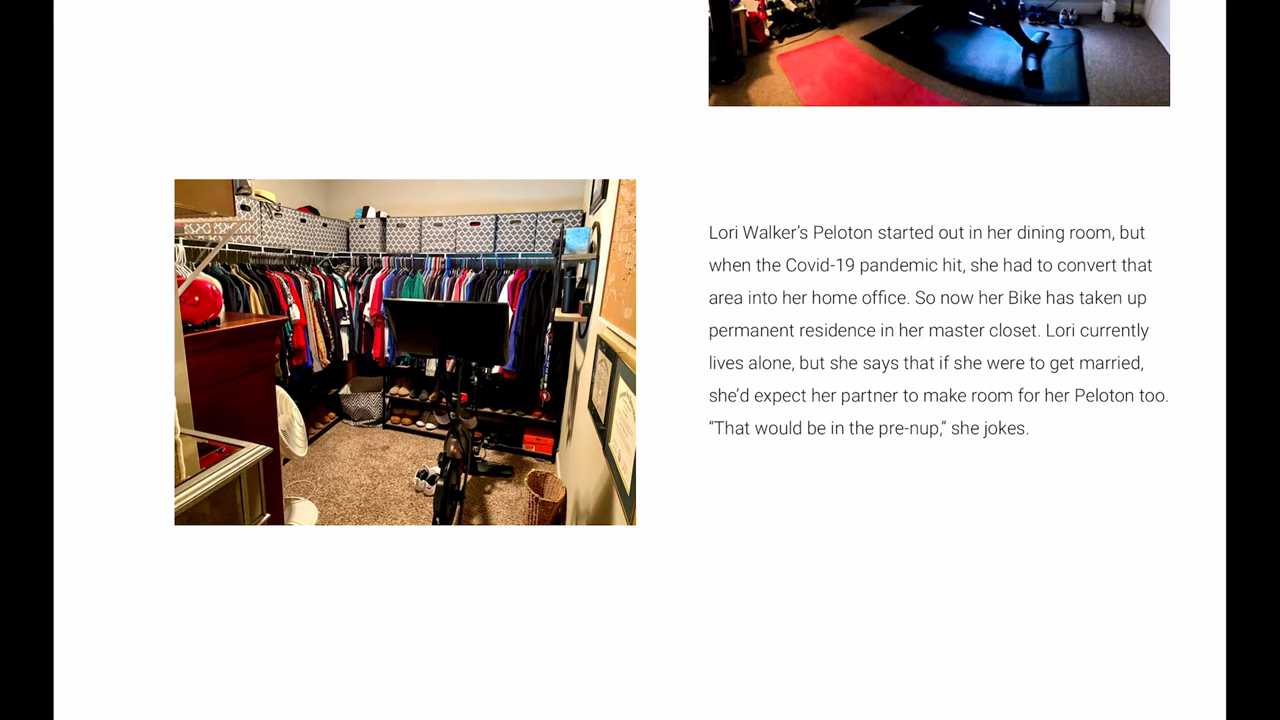 Lori Walker’s Peloton started out in her dining room, but
when the Covid-19 pandemic hit, she had to convert that
area into her home office. So now her Bike has taken up
permanent residence in her master closet. Lori currently
lives alone, but she says that if she were to get married,
she’d expect her partner to make room for her Peloton too.
“That would be in the pre-nup,” she jokes.